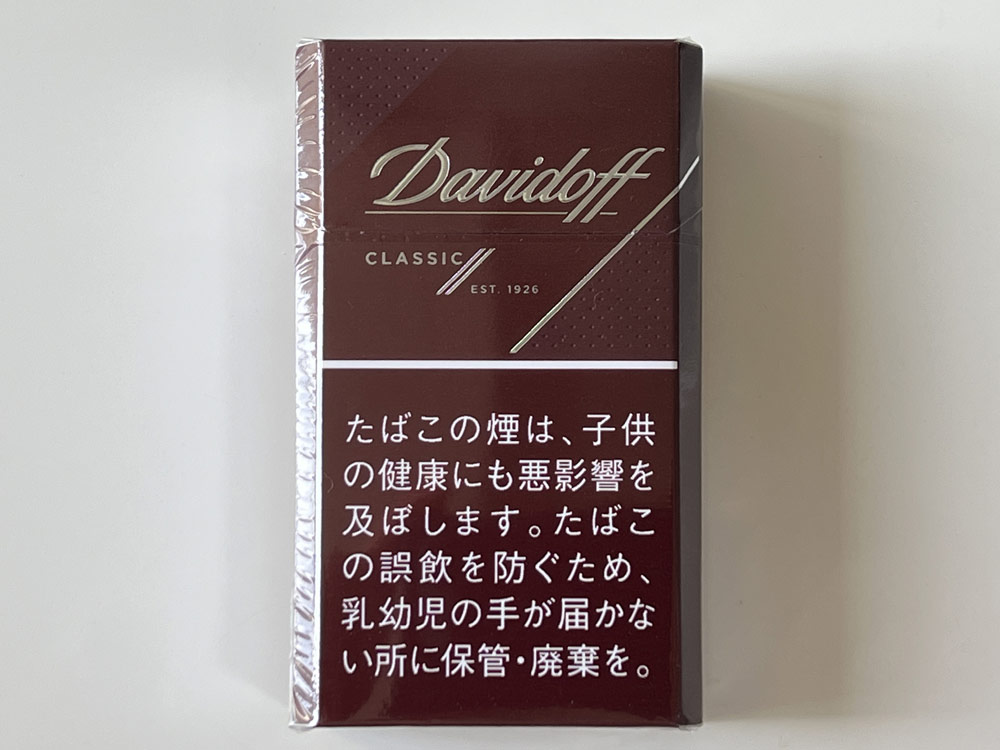 Davidoff
CLASSIC
EST. 1926
たばこの煙は、子供
の健康にも悪影響を
及ぼします。たばこ
の誤飲を防ぐため、
乳幼児の手が届かな
い所に保管・廃棄を。